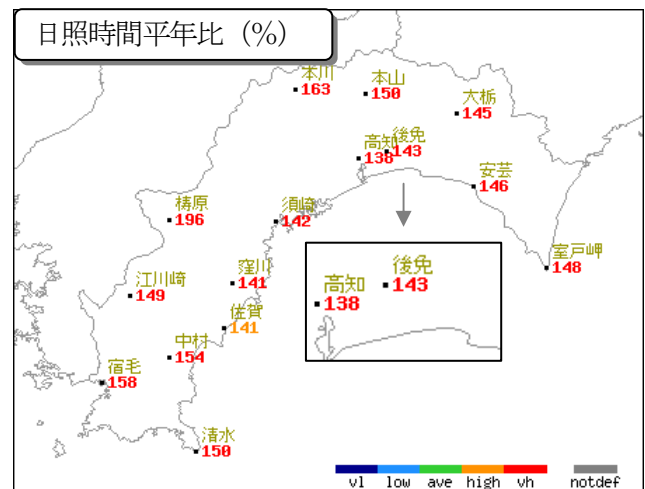 日照時間平年比（%）
本川
163
本山
150
大栃
145
高知
138
後免
143
安芸
146
梼原
196
須崎
142
室戸岬
148
窪川
141
江川崎
149
佐賀
141
中村
154
宿毛
158
清水
150
後免
143
高知
138
vl low ave high vh notdef